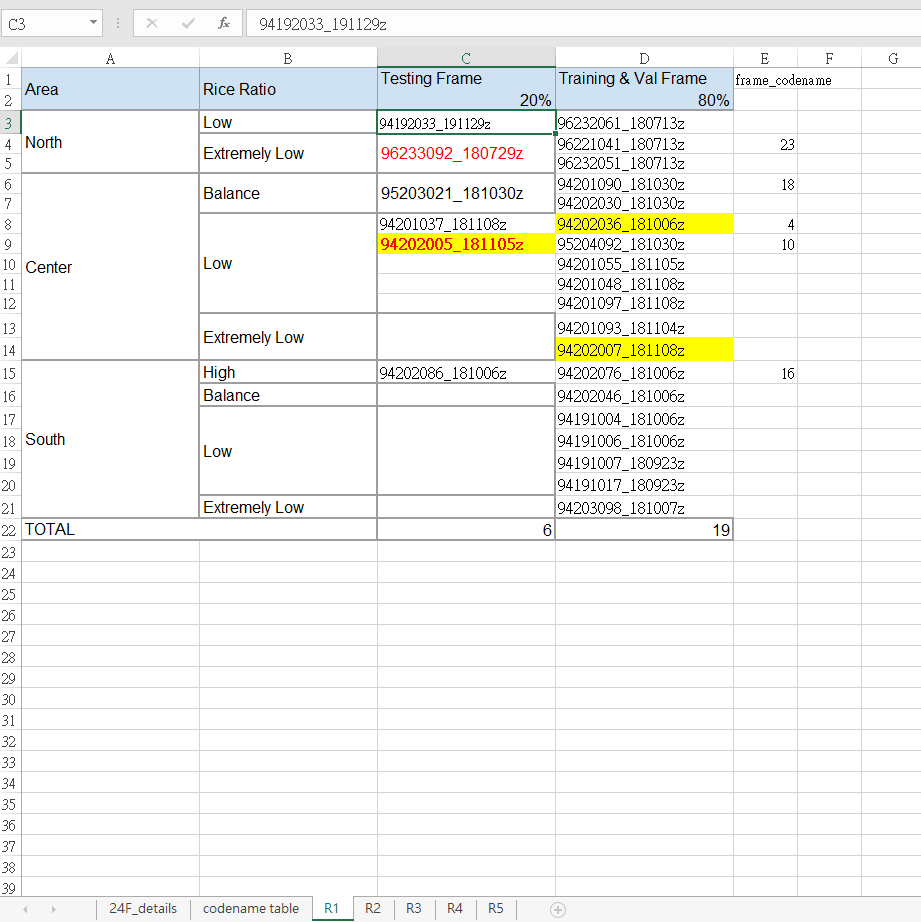 C3 fx 94192033_191129z
A B C D E F G
1 Area Rice Ratio Testing Frame Training & Val Frame frame_codename
2 20% 80%
3 North Low 94192033_191129z 96232061_180713z
4 Extremely Low 96233092_180729z 96221041_180713z 23
5 96232051_180713z
6 Center Balance 95203021_181030z 94201090_181030z 18
7 94202030_181030z
8 Low 94201037_181108z 94202036_181006z 4
9 94202005_181105z 95204092_181030z 10
10 94201055_181105z
11 94201048_181108z
12 94201097_181108z
13 Extremely Low 94201093_181104z
14 94202007_181108z
15 South High 94202086_181006z 94202076_181006z 16
16 Balance 94202046_181006z
17 Low 94191004_181006z
18 94191006_181006z
19 94191007_180923z
20 94191017_180923z
21 Extremely Low 94203098_181007z
22 TOTAL 6 19
23
24
25
26
27
28
29
30
31
32
33
34
35
36
37
38
39
24F_details codename table R1 R2 R3 R4 R5